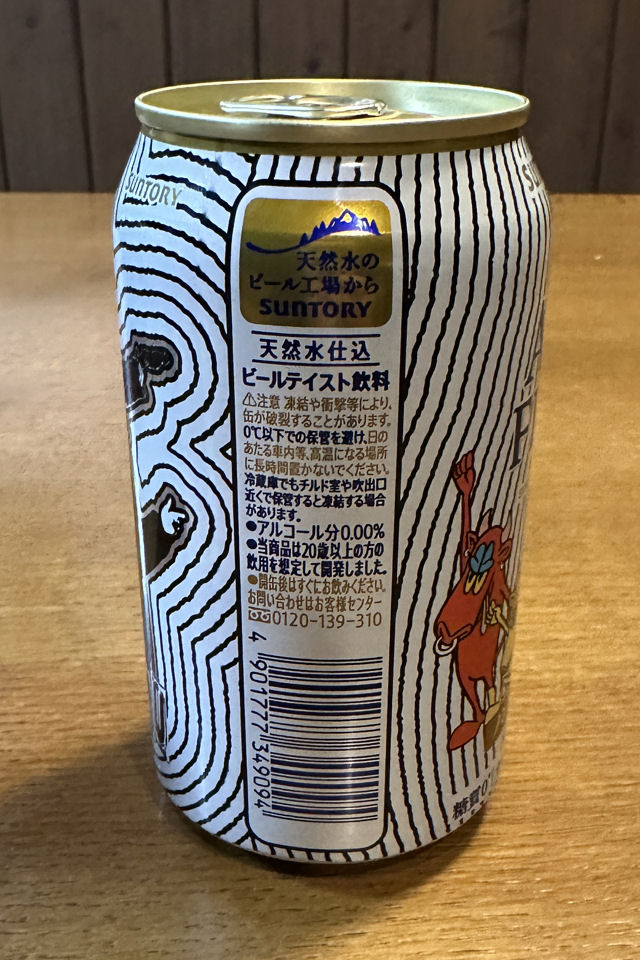 SUNTORY
天然水の
ビール工場から
SUNTORY
天然水仕込
ビールテイスト飲料
⚠注意 凍結や衝撃等により、
缶が破裂することがあります。
0℃以下での保管を避け、日の
あたる車内等、高温になる場所
に長時間置かないでください。
冷蔵庫でもチルド室や吹出口
近くで保管すると凍結する場合
があります。
●アルコール分0.00%
●当商品は20歳以上の方の
飲用を想定して開発しました。
●開缶後はすぐにお飲みください。
お問い合わせはお客様センター
0120-139-310
4 901777 349094
糖質0